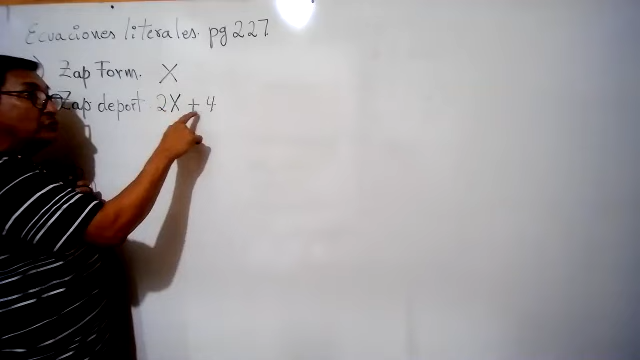 Ecuaciones literales pg 227
) Zap Form. X
Zap deport 2X + 4